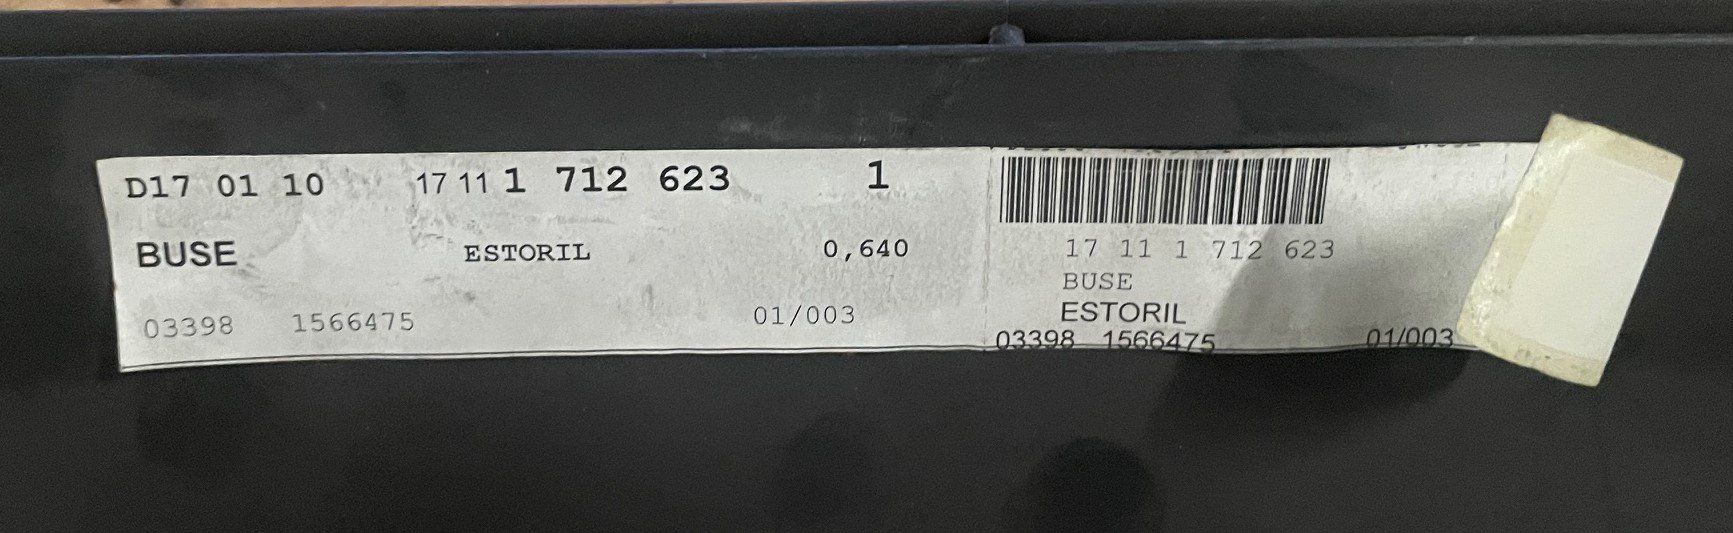 D17 01 10 17 11 1 712 623 1
BUSE ESTORIL 0,640
03398 1566475 01/003
17 11 1 712 623
BUSE
ESTORIL
03398 1566475 01/003